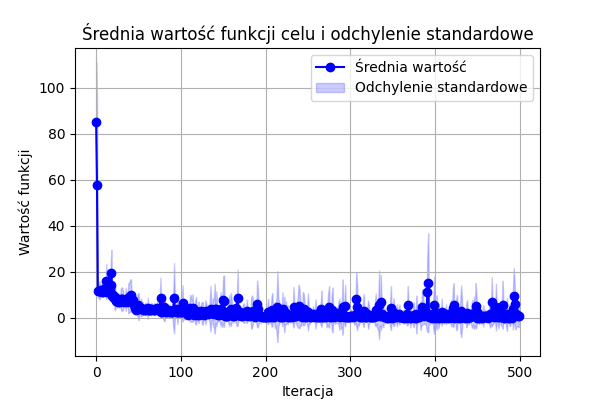 Średnia wartość funkcji celu i odchylenie standardowe
Średnia wartość
Odchylenie standardowe
Wartość funkcji
100
80
60
40
20
0
0 100 200 300 400 500
Iteracja